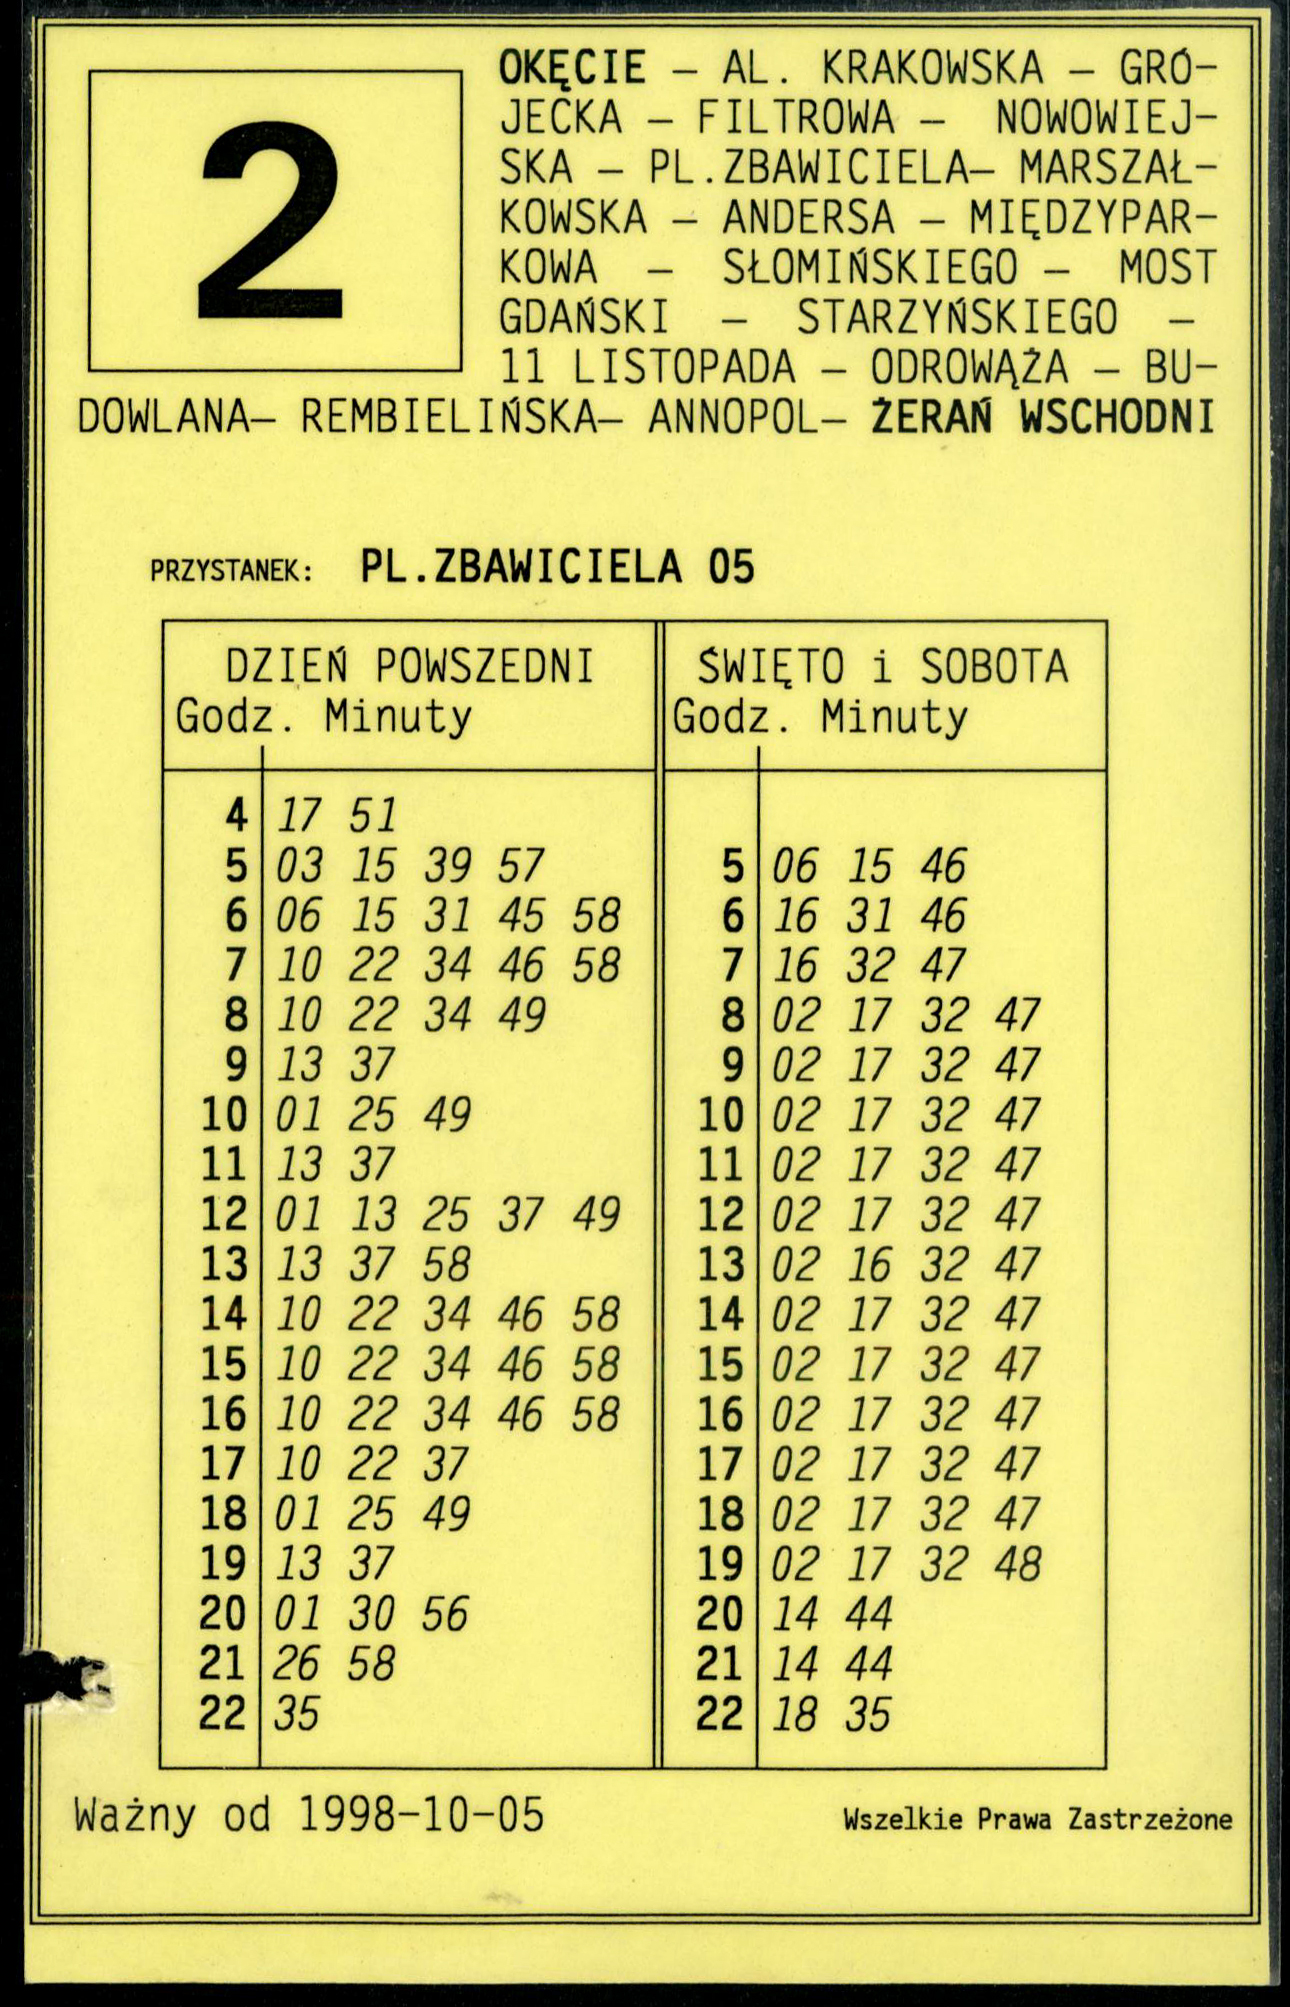 2
OKĘCIE – AL. KRAKOWSKA – GRÓ-
JECKA – FILTROWA – NOWOWIEJ-
SKA – PL.ZBAWICIELA– MARSZAŁ-
KOWSKA – ANDERSA – MIĘDZYPAR-
KOWA – SŁOMIŃSKIEGO – MOST
GDAŃSKI – STARZYŃSKIEGO –
11 LISTOPADA – ODROWĄŻA – BU-
DOWLANA– REMBIELIŃSKA– ANNOPOL– ŻERAŃ WSCHODNI
PRZYSTANEK: PL.ZBAWICIELA 05
DZIEŃ POWSZEDNI ŚWIĘTO i SOBOTA
Godz. Minuty Godz. Minuty
4 17 51
5 03 15 39 57 5 06 15 46
6 06 15 31 45 58 6 16 31 46
7 10 22 34 46 58 7 16 32 47
8 10 22 34 49 8 02 17 32 47
9 13 37 9 02 17 32 47
10 01 25 49 10 02 17 32 47
11 13 37 11 02 17 32 47
12 01 13 25 37 49 12 02 17 32 47
13 13 37 58 13 02 16 32 47
14 10 22 34 46 58 14 02 17 32 47
15 10 22 34 46 58 15 02 17 32 47
16 10 22 34 46 58 16 02 17 32 47
17 10 22 37 17 02 17 32 47
18 01 25 49 18 02 17 32 47
19 13 37 19 02 17 32 48
20 01 30 56 20 14 44
21 26 58 21 14 44
22 35 22 18 35
Ważny od 1998-10-05 Wszelkie Prawa Zastrzeżone